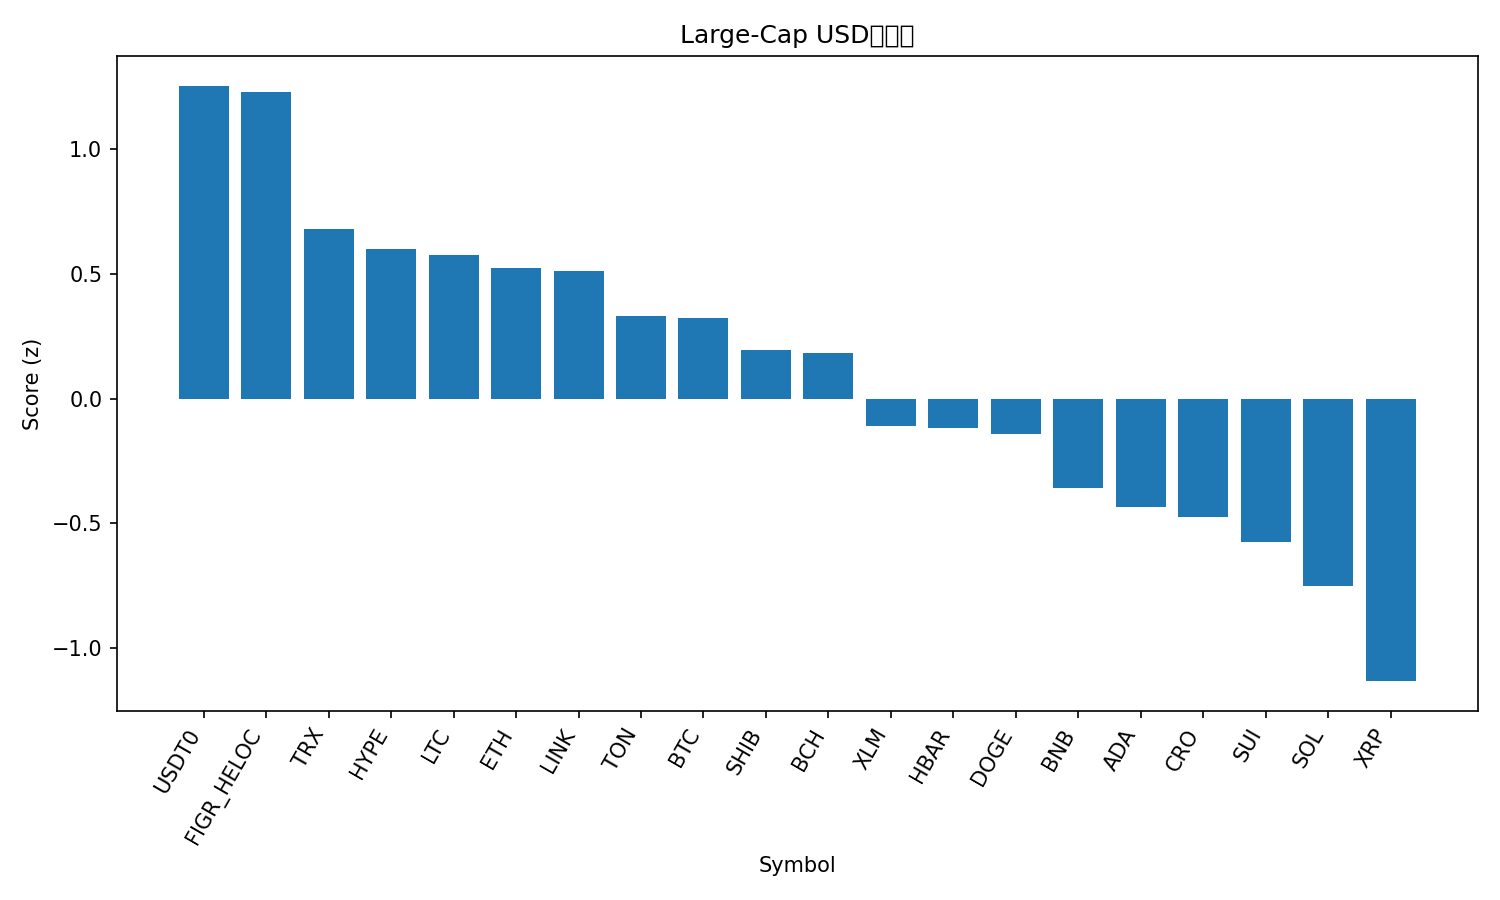 Large-Cap USD
Score (z)
1.0
0.5
0.0
−0.5
−1.0
USDT0
FIGR_HELOC
TRX
HYPE
LTC
ETH
LINK
TON
BTC
SHIB
BCH
XLM
HBAR
DOGE
BNB
ADA
CRO
SUI
SOL
XRP
Symbol